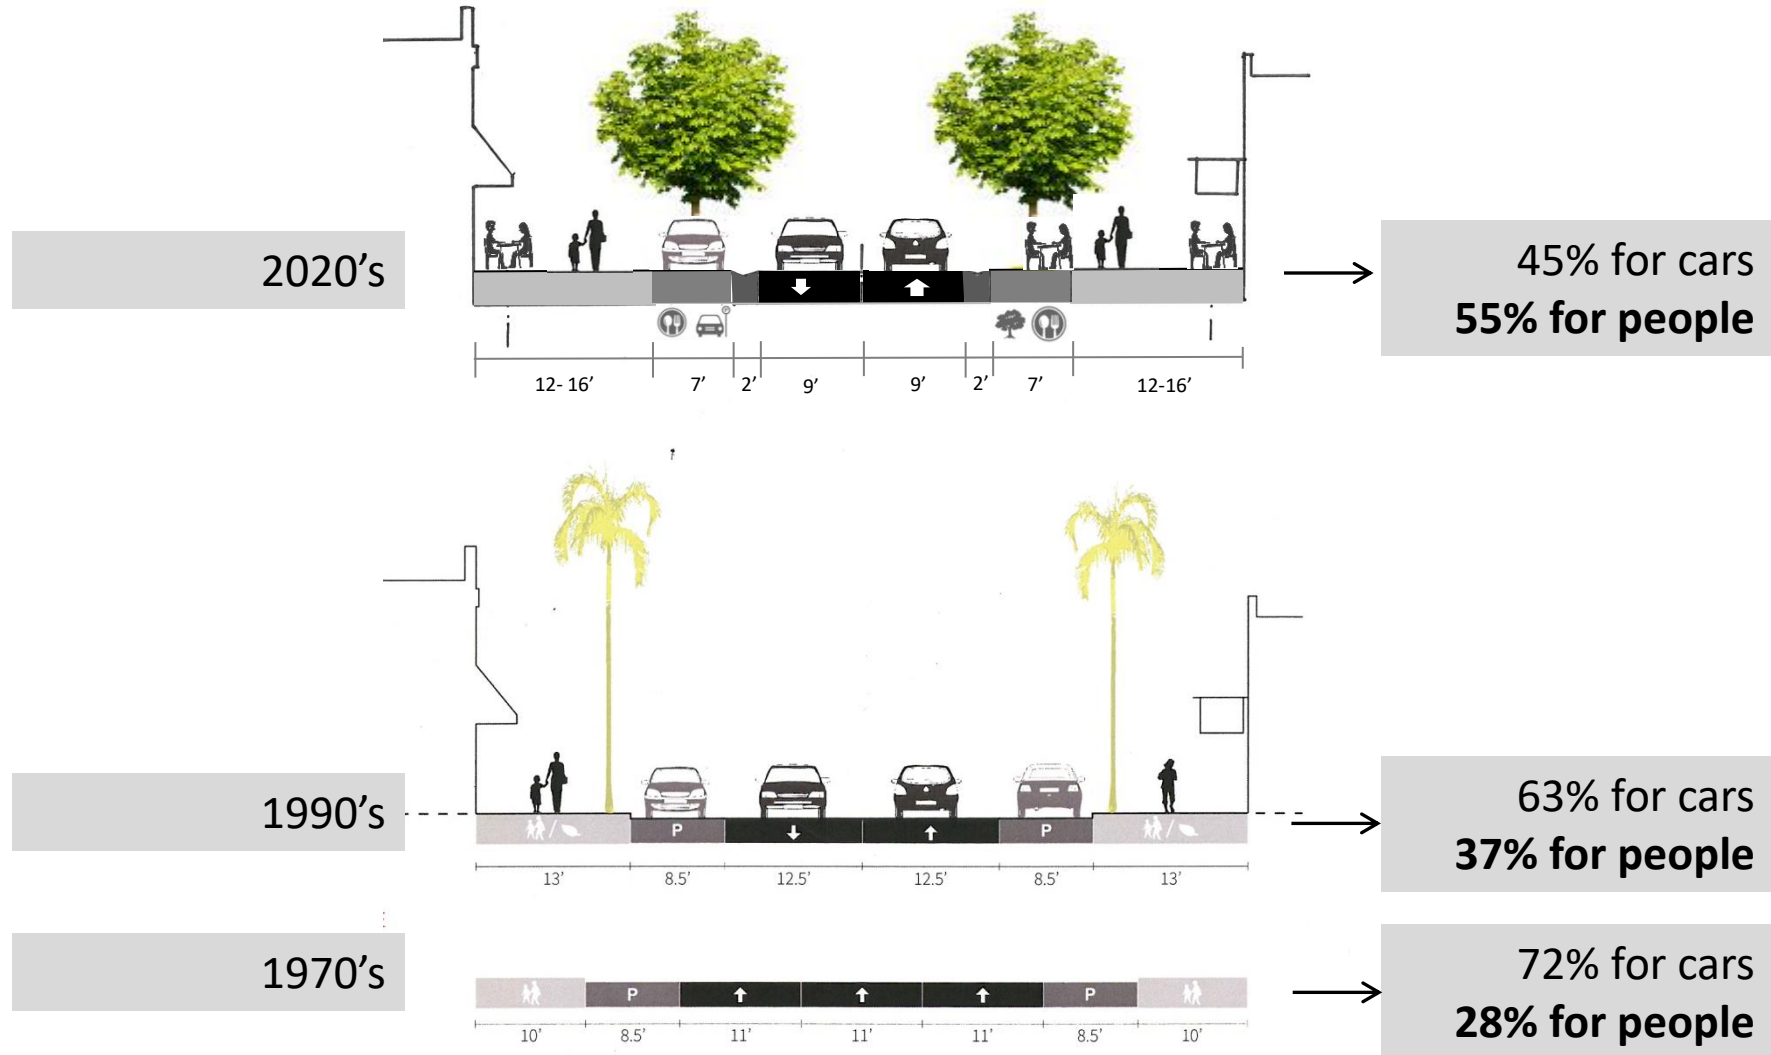 2020's
45% for cars
55% for people
12- 16’ 7’ 2’ 9’ 9’ 2’ 7’ 12-16’
1990’s
P P
63% for cars
37% for people
13' 8.5' 12.5' 12.5' 8.5' 13'
1970’s
P P
72% for cars
28% for people
10' 8.5' 11' 11' 11' 8.5' 10'